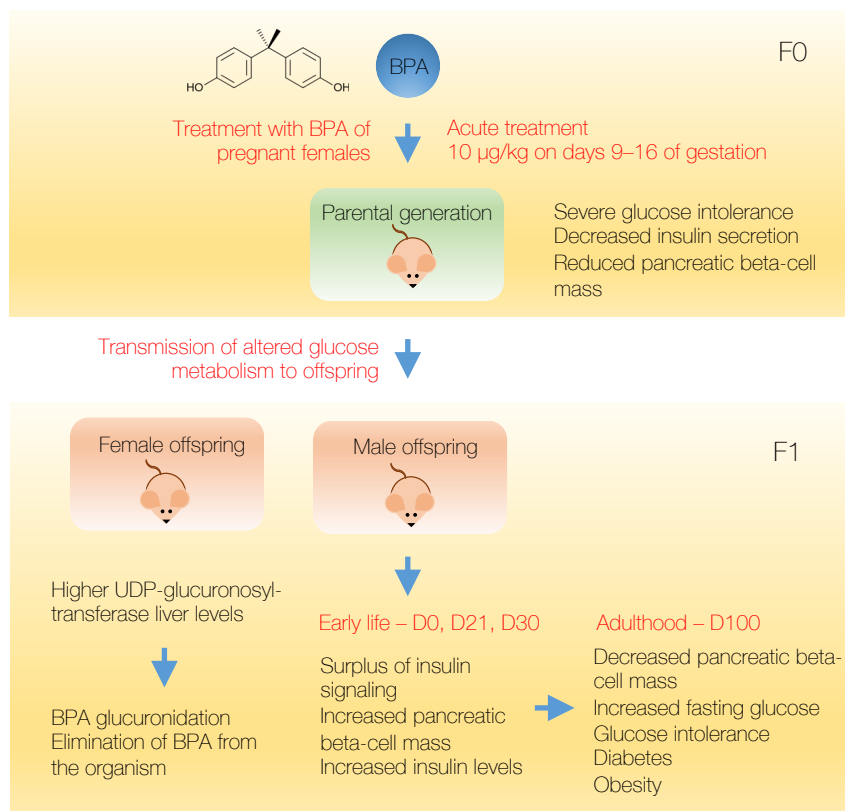 HO
OH
BPA
F0
Treatment with BPA of
pregnant females
Acute treatment
10 µg/kg on days 9–16 of gestation
Parental generation
Severe glucose intolerance
Decreased insulin secretion
Reduced pancreatic beta-cell
mass
Transmission of altered glucose
metabolism to offspring
F1
Female offspring
Male offspring
Higher UDP-glucuronosyl-
transferase liver levels
BPA glucuronidation
Elimination of BPA from
the organism
Early life – D0, D21, D30
Surplus of insulin
signaling
Increased pancreatic
beta-cell mass
Increased insulin levels
Adulthood – D100
Decreased pancreatic beta-
cell mass
Increased fasting glucose
Glucose intolerance
Diabetes
Obesity